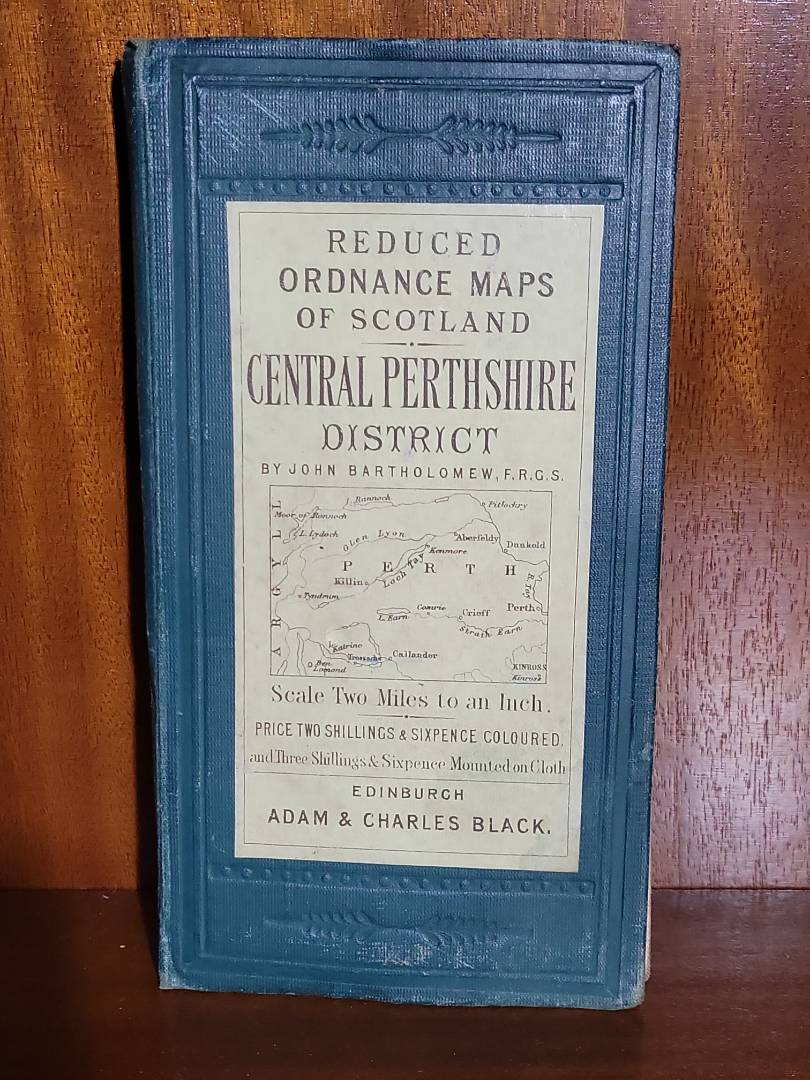 REDUCED
ORDNANCE MAPS
OF SCOTLAND
CENTRAL PERTHSHIRE
DISTRICT
BY JOHN BARTHOLOMEW, F.R.G.S.
L. Rannoch
Pitlochry
Moor of Rannoch
L. Lydoch
Glen Lyon
Aberfeldy
Dunkeld
Kenmore
PERTH
Loch Tay
Killin
R. Tay
Tyndrum
Perth
Comrie
L. Earn
Crieff
Strath Earn
ARGYLL
L. Katrine
Trossachs
Callander
Ben
Lomond
KINROSS
Kinross
Scale Two Miles to an Inch.
PRICE TWO SHILLINGS & SIXPENCE COLOURED,
and Three Shillings & Sixpence Mounted on Cloth
EDINBURGH
ADAM & CHARLES BLACK.